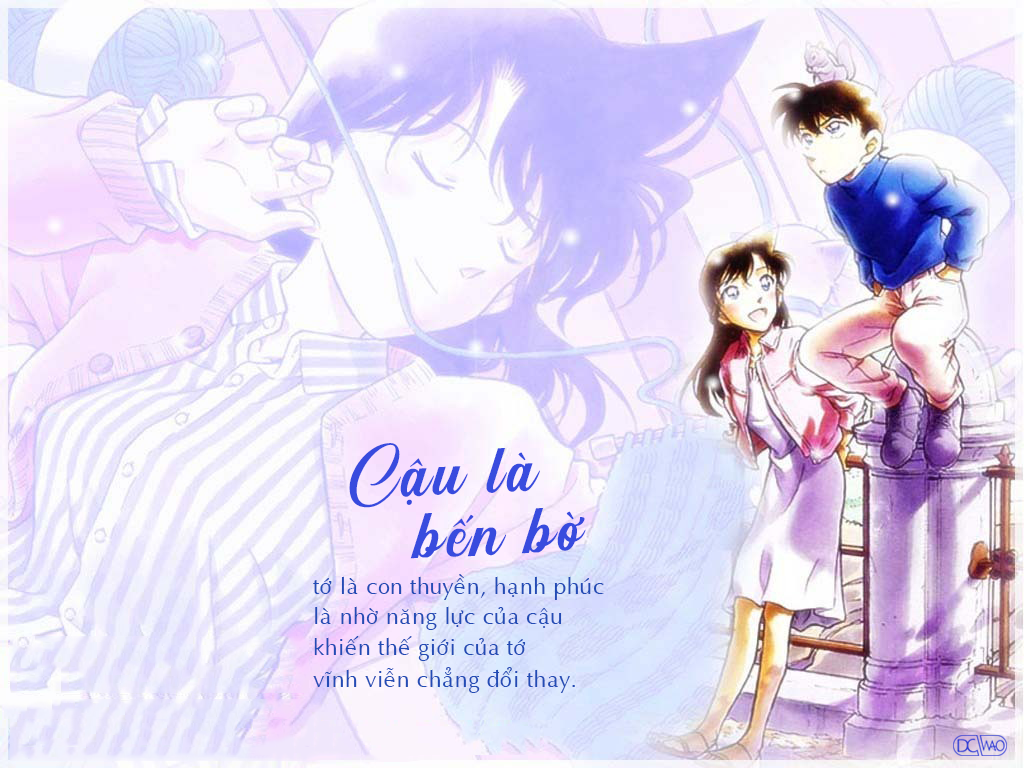 Cậu là
bến bờ
tớ là con thuyền, hạnh phúc
là nhờ năng lực của cậu
khiến thế giới của tớ
vĩnh viễn chẳng đổi thay.
DC WAO